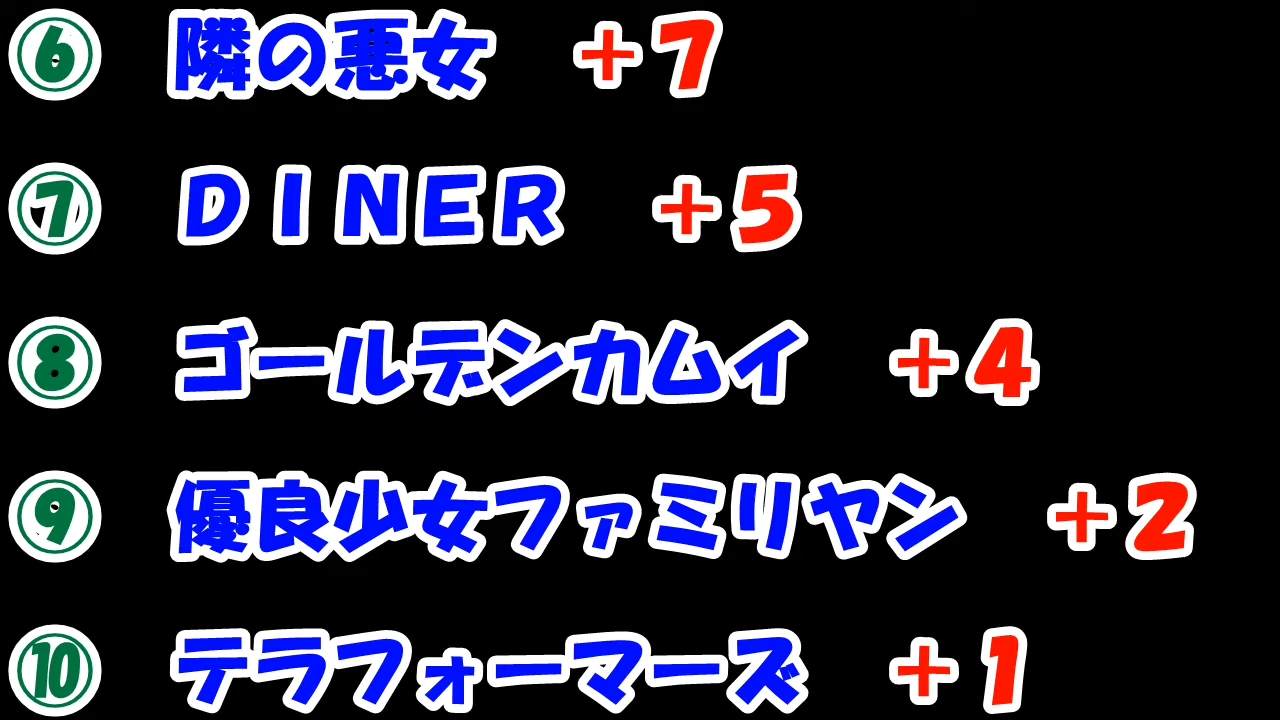 ⑥ 隣の悪女 +7
⑦ DINER +5
⑧ ゴールデンカムイ +4
⑨ 優良少女ファミリヤン +2
⑩ テラフォーマーズ +1